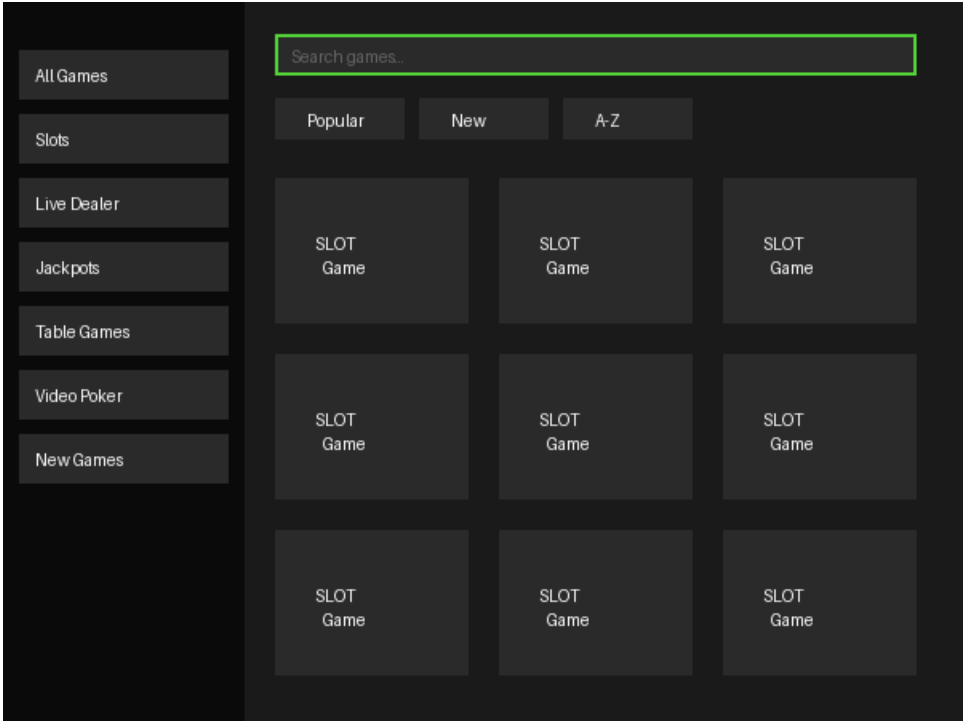 All Games
Slots
Live Dealer
Jackpots
Table Games
Video Poker
New Games
Search games...
Popular
New
A-Z
SLOT
Game
SLOT
Game
SLOT
Game
SLOT
Game
SLOT
Game
SLOT
Game
SLOT
Game
SLOT
Game
SLOT
Game